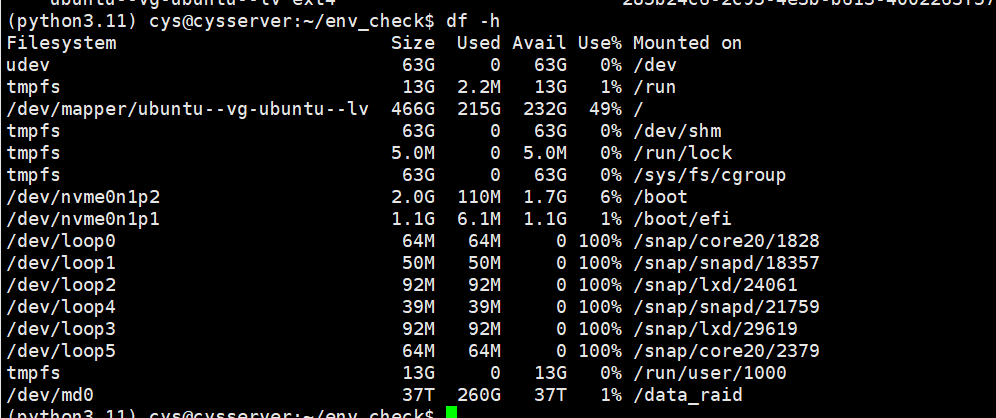 (python3.11) cys@cysserver:~/env_check$ df -h
Filesystem                         Size  Used Avail Use% Mounted on
udev                                63G     0   63G   0% /dev
tmpfs                               13G  2.2M   13G   1% /run
/dev/mapper/ubuntu--vg-ubuntu--lv  466G  215G  232G  49% /
tmpfs                               63G     0   63G   0% /dev/shm
tmpfs                              5.0M     0  5.0M   0% /run/lock
tmpfs                               63G     0   63G   0% /sys/fs/cgroup
/dev/nvme0n1p2                     2.0G  110M  1.7G   6% /boot
/dev/nvme0n1p1                     1.1G  6.1M  1.1G   1% /boot/efi
/dev/loop0                          64M   64M     0 100% /snap/core20/1828
/dev/loop1                          50M   50M     0 100% /snap/snapd/18357
/dev/loop2                          92M   92M     0 100% /snap/lxd/24061
/dev/loop4                          39M   39M     0 100% /snap/snapd/21759
/dev/loop3                          92M   92M     0 100% /snap/lxd/29619
/dev/loop5                          64M   64M     0 100% /snap/core20/2379
tmpfs                               13G     0   13G   0% /run/user/1000
/dev/md0                            37T  260G   37T   1% /data_raid
(python3.11) cys@cysserver:~/env_check$